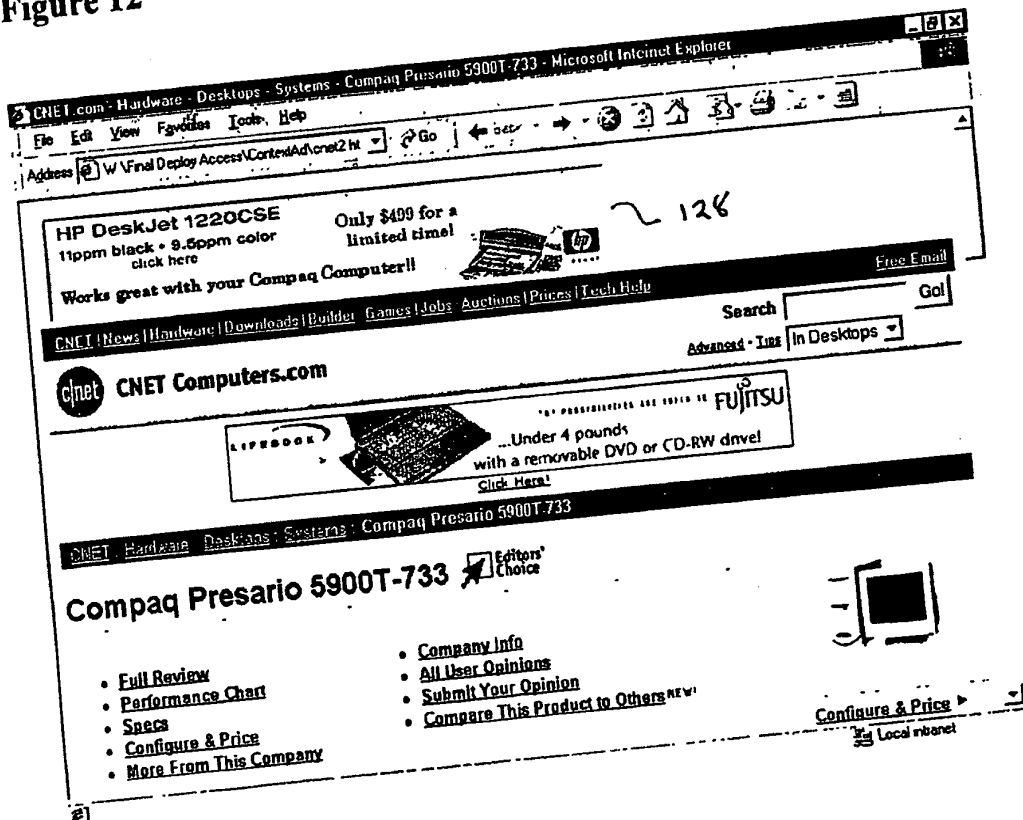 Figure 12
CNET.com - Hardware - Desktops - Systems - Compaq Presario 5900T-733 - Microsoft Internet Explorer
File Edit View Favorites Tools Help
Address W:\Final Deploy Access\ContextAd\cnet2.ht Go
HP DeskJet 1220CSE
11ppm black • 9.5ppm color
click here
Works great with your Compaq Computer!!
Only $499 for a
limited time!
hp
128
CNET | News | Hardware | Downloads | Builder Games | Jobs Auctions | Prices | Tech Help
Free Email
Search Go!
Advanced - Tips In Desktops
c|net CNET Computers.com
LIFEBOOK
FUJITSU
...Under 4 pounds
with a removable DVD or CD-RW drive!
Click Here!
CNET : Hardware Desktops : Systems : Compaq Presario 5900T-733
Compaq Presario 5900T-733 Editors'
Choice
• Full Review
• Performance Chart
• Specs
• Configure & Price
• More From This Company
• Company Info
• All User Opinions
• Submit Your Opinion
• Compare This Product to Others NEW!
Configure & Price
Local intranet